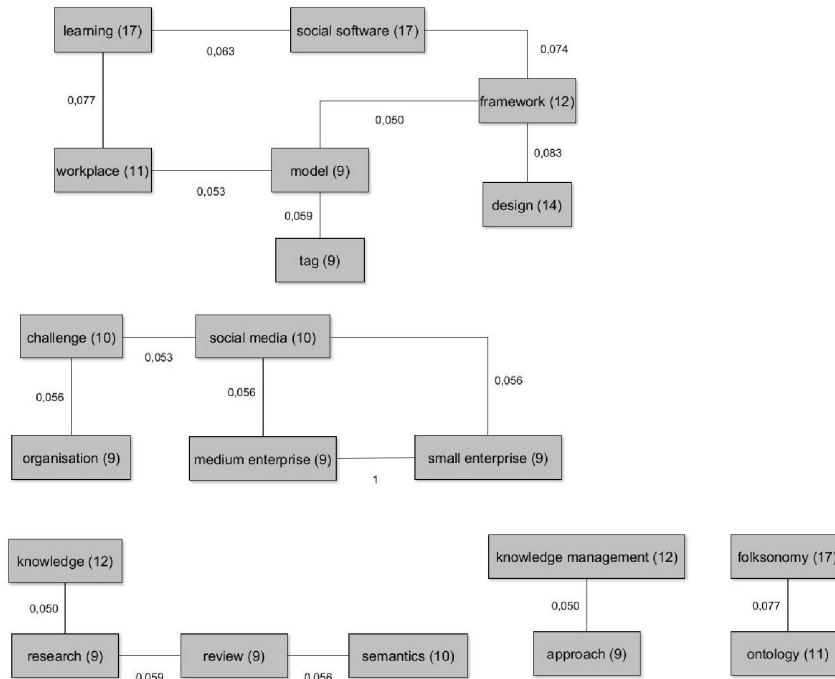 learning (17)
social software (17)
0,063
0,074
framework (12)
0,077
0,050
0,083
workplace (11)
model (9)
0,053
design (14)
0,059
tag (9)
challenge (10)
social media (10)
0,053
0,056
0,056
0,056
organisation (9)
medium enterprise (9)
small enterprise (9)
1
knowledge (12)
knowledge management (12)
folksonomy (17)
0,050
0,050
0,077
research (9)
review (9)
semantics (10)
approach (9)
ontology (11)
0,059
0,056